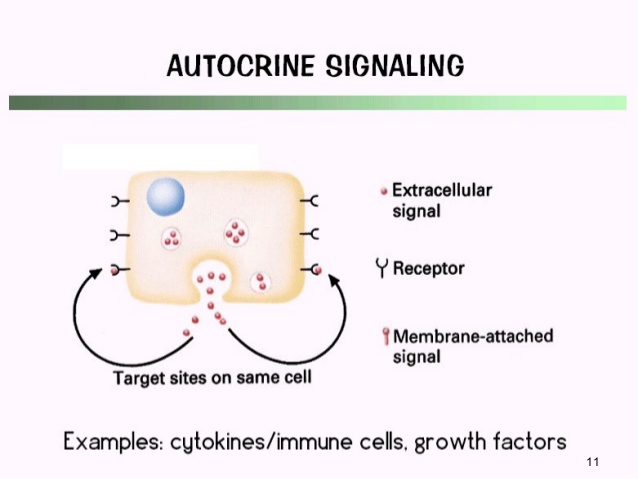 AUTOCRINE SIGNALING
Extracellular
signal
Receptor
Membrane-attached
signal
Target sites on same cell
Examples: cytokines/immune cells, growth factors
11